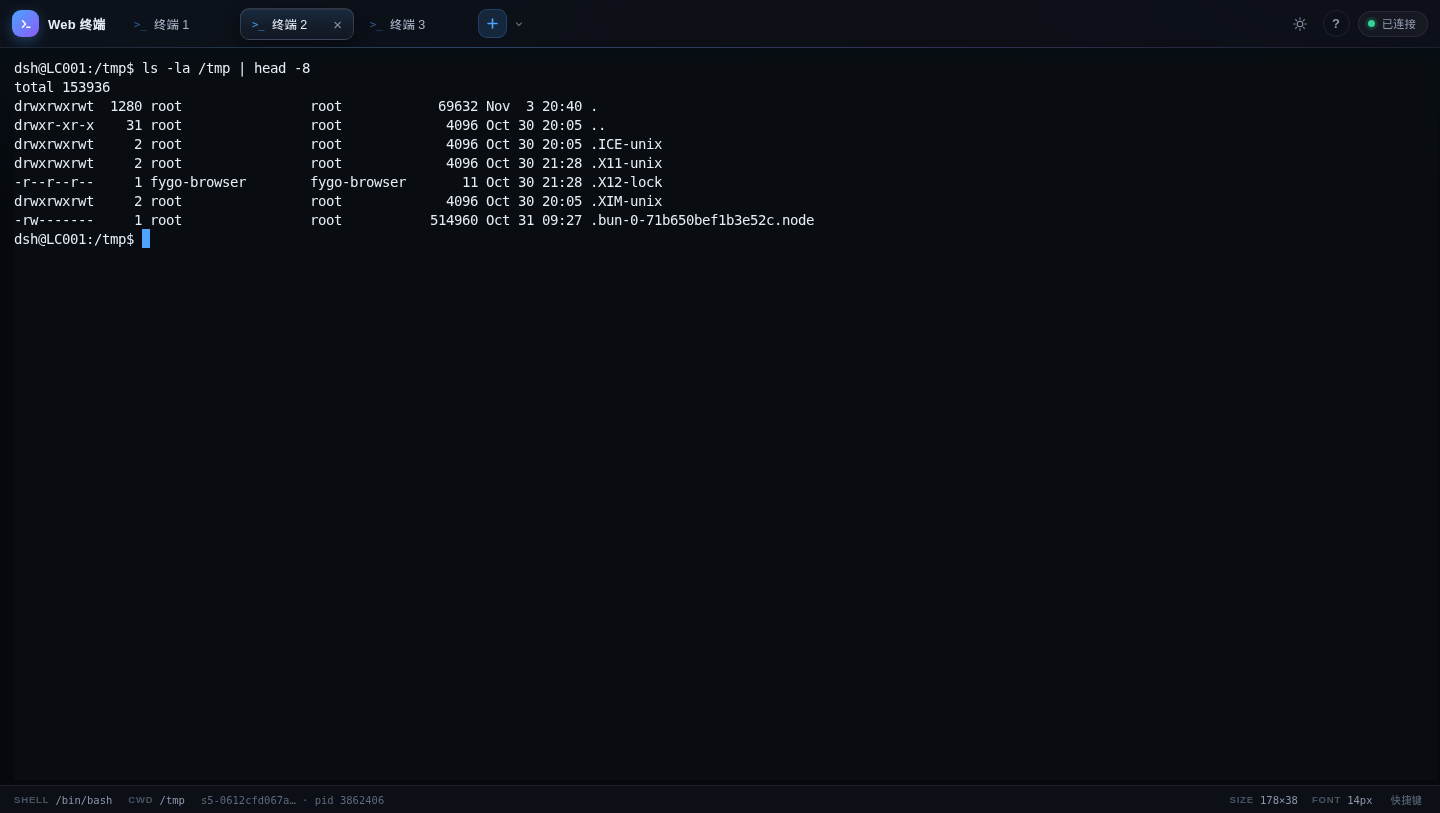 Web 终端 >_ 终端 1 >_ 终端 2 × >_ 终端 3 + ? 已连接
dsh@LC001:/tmp$ ls -la /tmp | head -8
total 153936
drwxrwxrwt  1280 root                root            69632 Nov  3 20:40 .
drwxr-xr-x    31 root                root             4096 Oct 30 20:05 ..
drwxrwxrwt     2 root                root             4096 Oct 30 20:05 .ICE-unix
drwxrwxrwt     2 root                root             4096 Oct 30 21:28 .X11-unix
-r--r--r--     1 fygo-browser        fygo-browser       11 Oct 30 21:28 .X12-lock
drwxrwxrwt     2 root                root             4096 Oct 30 20:05 .XIM-unix
-rw-------     1 root                root           514960 Oct 31 09:27 .bun-0-71b650bef1b3e52c.node
dsh@LC001:/tmp$
SHELL /bin/bash CWD /tmp s5-0612cfd067a… · pid 3862406 SIZE 178×38 FONT 14px 快捷键